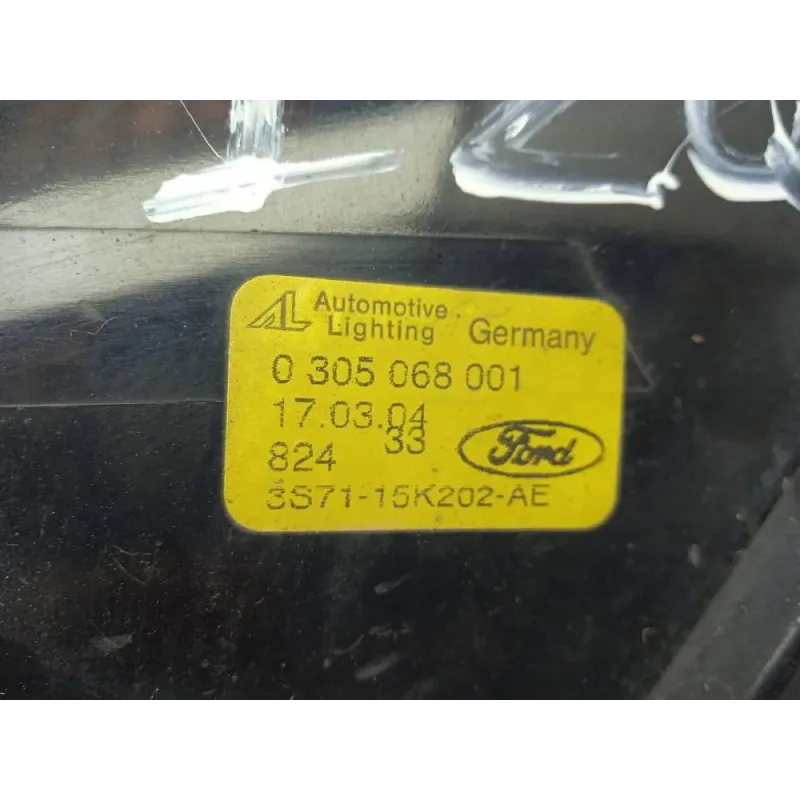 AL Automotive Lighting Germany
0 305 068 001
17.03.04
33
824
Ford
3S71-15K202-AE